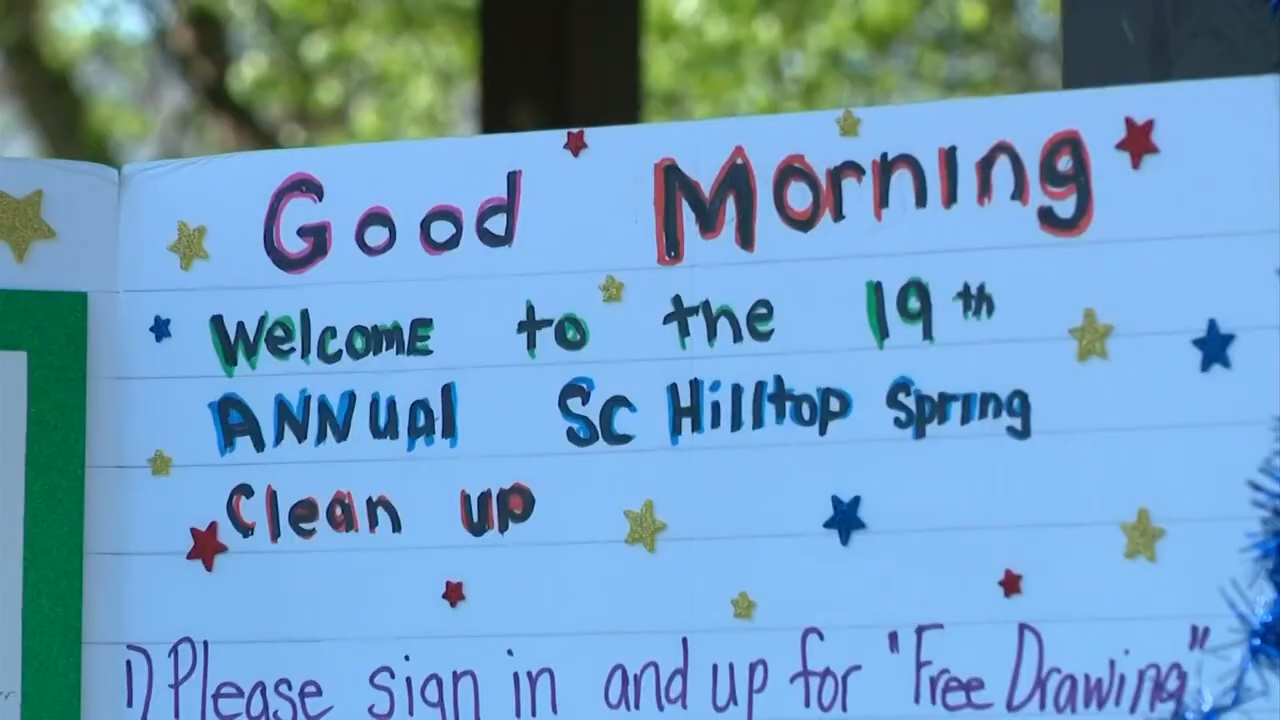 Good Morning
Welcome to the 19th
ANNUAl SC Hilltop Spring
Clean up
1) Please sign in and up for "Free Drawing"